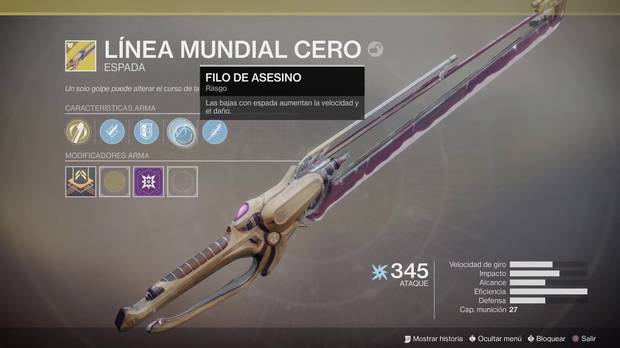 LÍNEA MUNDIAL CERO
ESPADA
FILO DE ASESINO
Rasgo
Un solo golpe puede alterar el curso de
Las bajas con espada aumentan la velocidad y
el daño.
CARACTERÍSTICAS ARMA
MODIFICADORES ARMA
345
ATAQUE
Velocidad de giro
Impacto
Alcance
Eficiencia
Defensa
Cap. munición 27
Mostrar historia
Ocultar menú
Bloquear
Salir